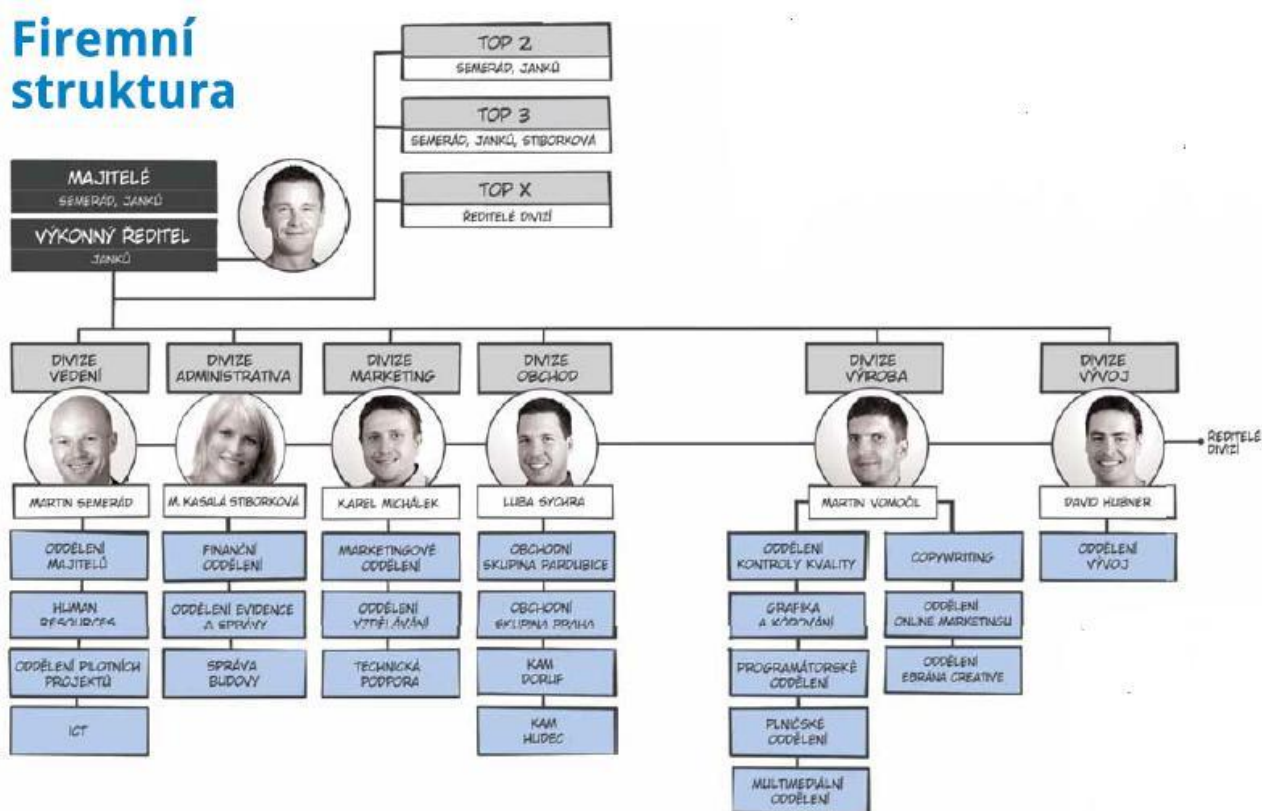 Firemní
struktura
TOP 2
SEMERÁD, JANKŮ
TOP 3
SEMERÁD, JANKŮ, STIBORKOVÁ
TOP X
ŘEDITELÉ DIVIZÍ
MAJITELÉ
SEMERÁD, JANKŮ
VÝKONNÝ ŘEDITEL
JANKŮ
DIVIZE
VEDENÍ
DIVIZE
ADMINISTRATIVA
DIVIZE
MARKETING
DIVIZE
OBCHOD
DIVIZE
VÝROBA
DIVIZE
VÝVOJ
ŘEDITELÉ
DIVIZÍ
MARTIN SEMERÁD
M. KASALÁ STIBORKOVÁ
KAREL MICHÁLEK
LUBA SYCHRA
MARTIN VOMOČIL
DAVID HUBNER
ODDĚLENÍ
MAJITELŮ
HUMAN
RESOURCES
ODDĚLENÍ PILOTNÍCH
PROJEKTŮ
ICT
FINANČNÍ
ODDĚLENÍ
ODDĚLENÍ EVIDENCE
A SPRÁVY
SPRÁVA
BUDOVY
MARKETINGOVÉ
ODDĚLENÍ
ODDĚLENÍ
VZDĚLÁVÁNÍ
TECHNICKÁ
PODPORA
OBCHODNÍ
SKUPINA PARDUBICE
OBCHODNÍ
SKUPINA PRAHA
KAM
DORUF
KAM
HUDEC
ODDĚLENÍ
KONTROLY KVALITY
GRAFIKA
A KÓDOVÁNÍ
PROGRAMÁTORSKÉ
ODDĚLENÍ
PLNIČSKÉ
ODDĚLENÍ
MULTIMEDIÁLNÍ
ODDĚLENÍ
COPYWRITING
ODDĚLENÍ
ONLINE MARKETINGU
ODDĚLENÍ
EBRÁNA CREATIVE
ODDĚLENÍ
VÝVOJ